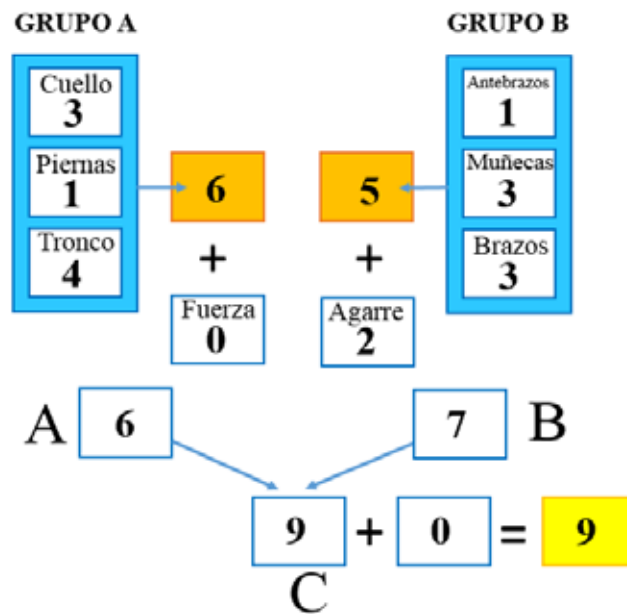 GRUPO A
Cuello
3
Piernas
1
Tronco
4
6
+
Fuerza
0
GRUPO B
Antebrazos
1
Muñecas
3
Brazos
3
5
+
Agarre
2
A 6
7 B
9 + 0 = 9
C